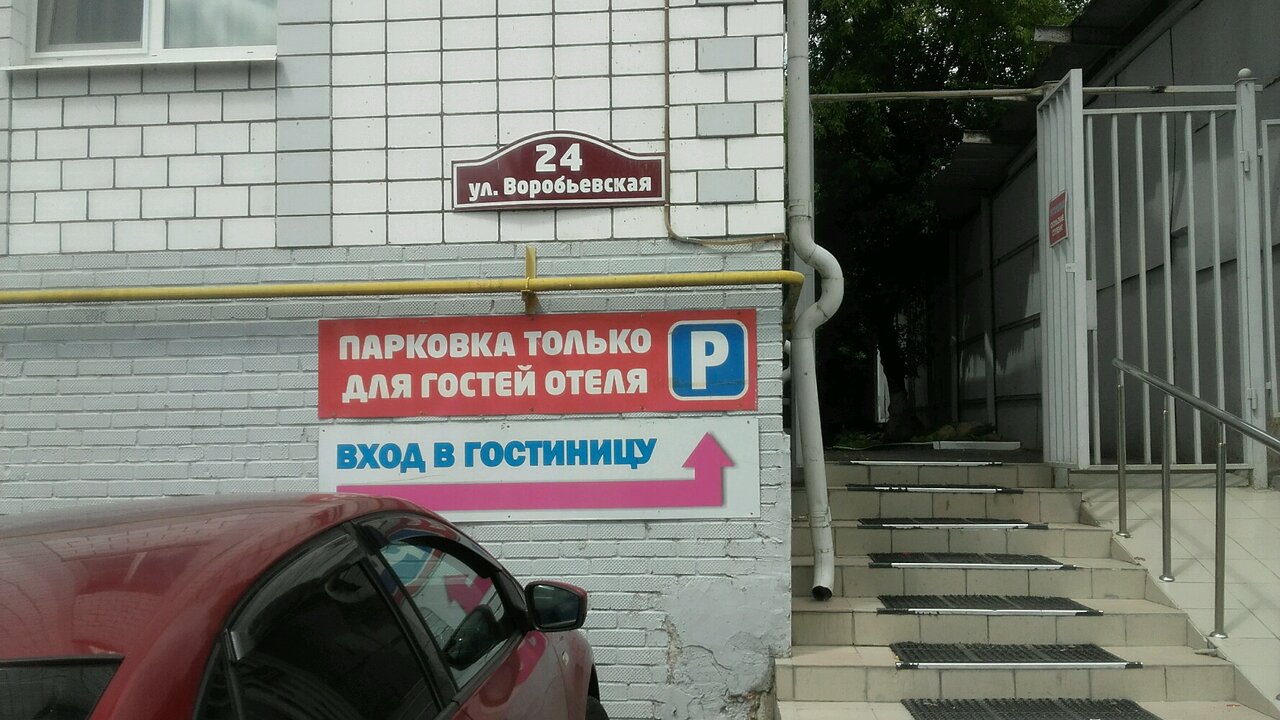 24
ул. Воробьевская
ПАРКОВКА ТОЛЬКО
ДЛЯ ГОСТЕЙ ОТЕЛЯ
P
ВХОД В ГОСТИНИЦУ